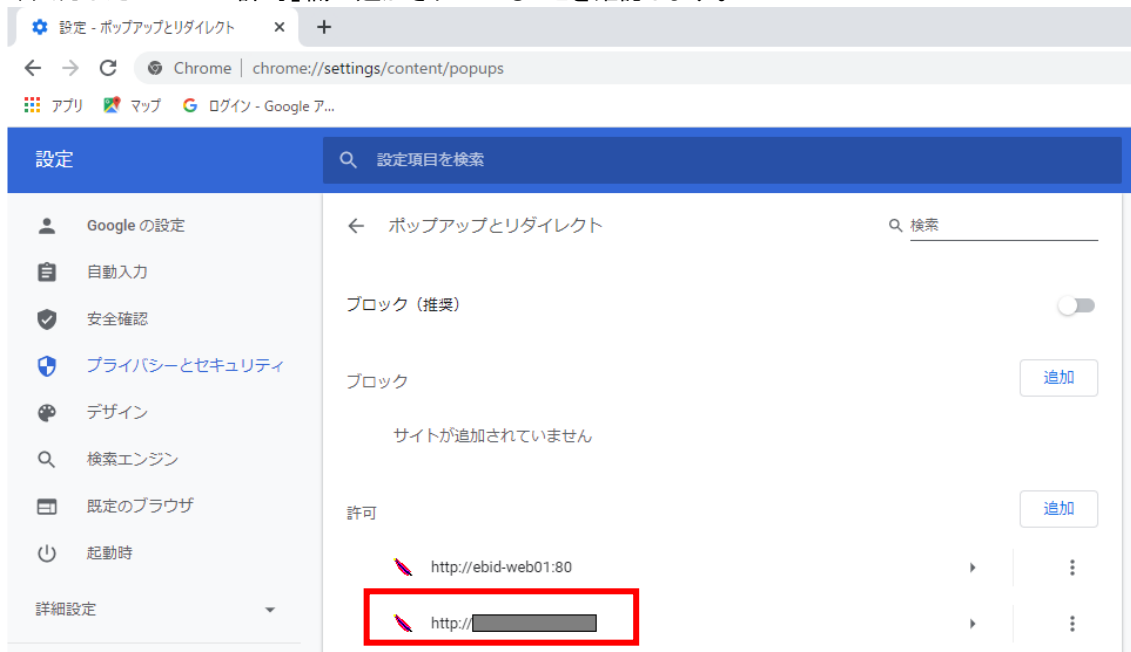 設定 - ポップアップとリダイレクト
Chrome | chrome://settings/content/popups
アプリ マップ ログイン - Google ア...
設定
設定項目を検索
Google の設定
自動入力
安全確認
プライバシーとセキュリティ
デザイン
検索エンジン
既定のブラウザ
起動時
詳細設定
ポップアップとリダイレクト
検索
ブロック（推奨）
ブロック
追加
サイトが追加されていません
許可
追加
http://ebid-web01:80
http://